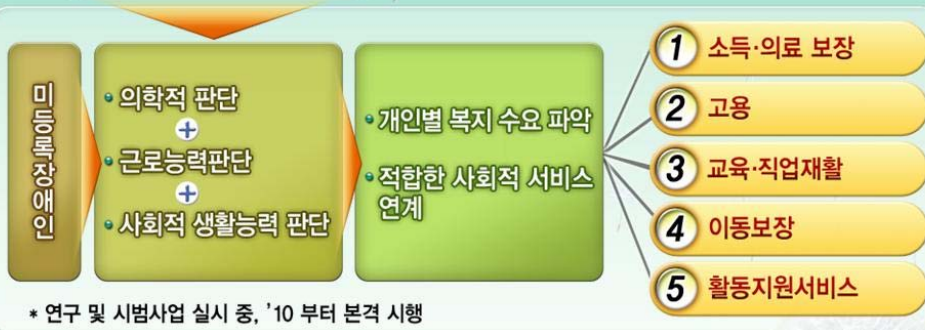 미등록장애인
• 의학적 판단
+
• 근로능력판단
+
• 사회적 생활능력 판단
• 개인별 복지 수요 파악
• 적합한 사회적 서비스
연계
1 소득·의료 보장
2 고용
3 교육·직업재활
4 이동보장
5 활동지원서비스
* 연구 및 시범사업 실시 중, ’10 부터 본격 시행